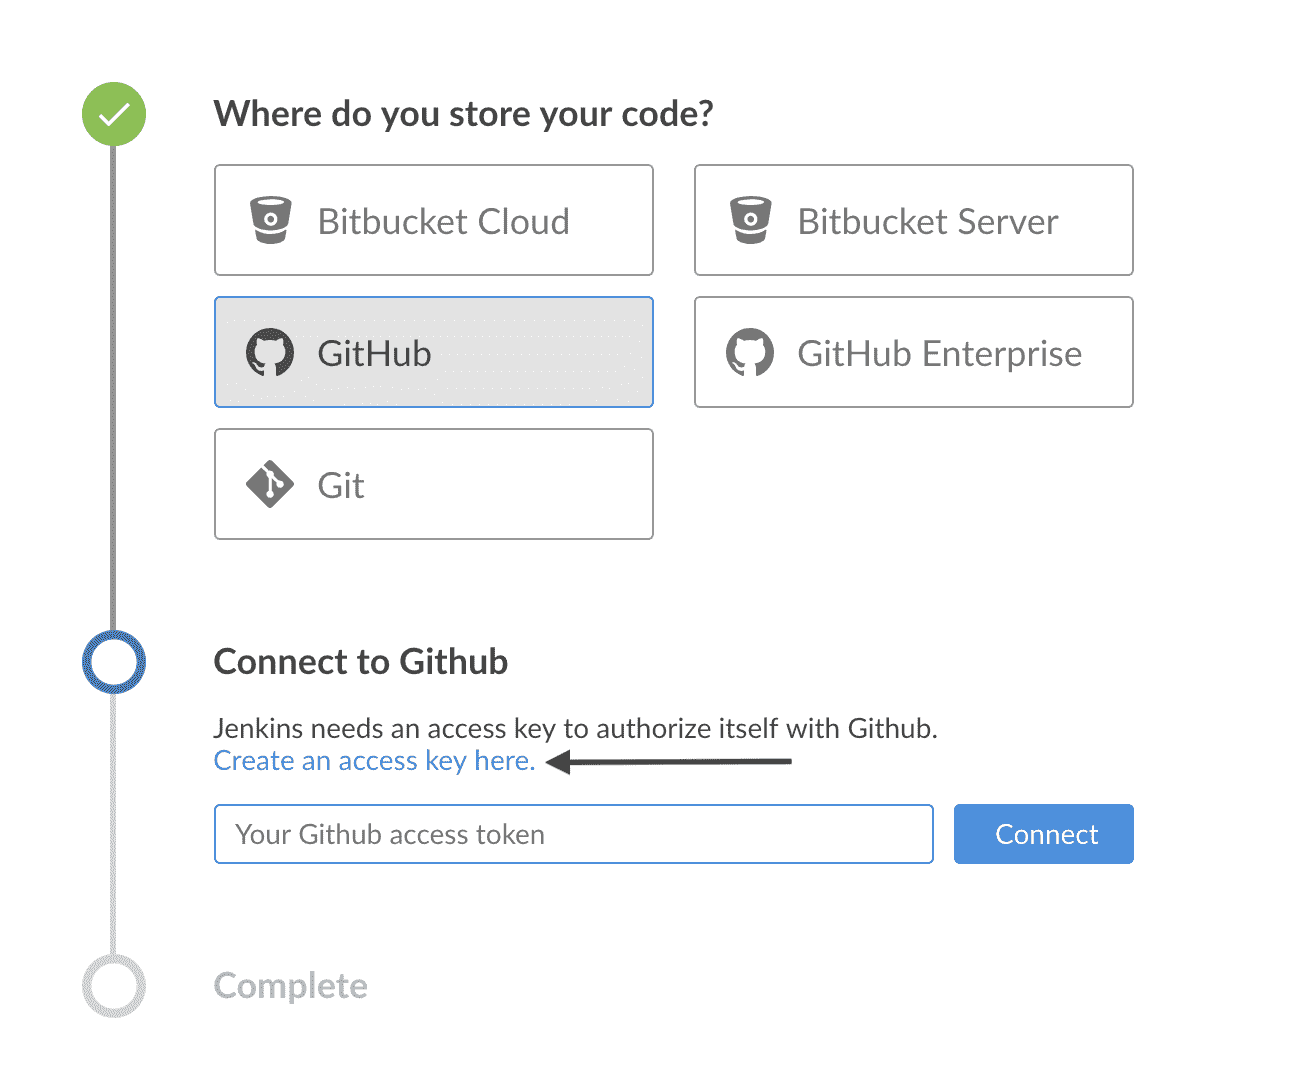 Where do you store your code?
Bitbucket Cloud
Bitbucket Server
GitHub
GitHub Enterprise
Git
Connect to Github
Jenkins needs an access key to authorize itself with Github.
Create an access key here.
Your Github access token
Connect
Complete